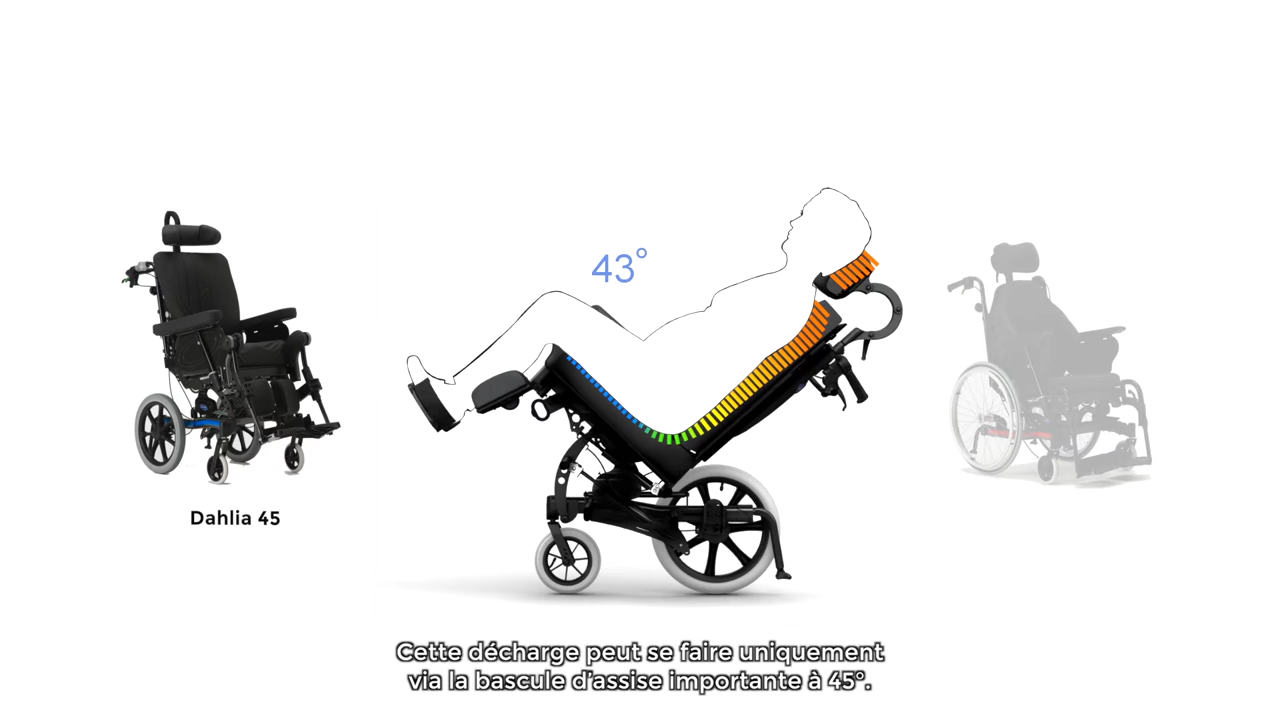 43°
Dahlia 45
Cette décharge peut se faire uniquement
via la bascule d'assise importante à 45°.